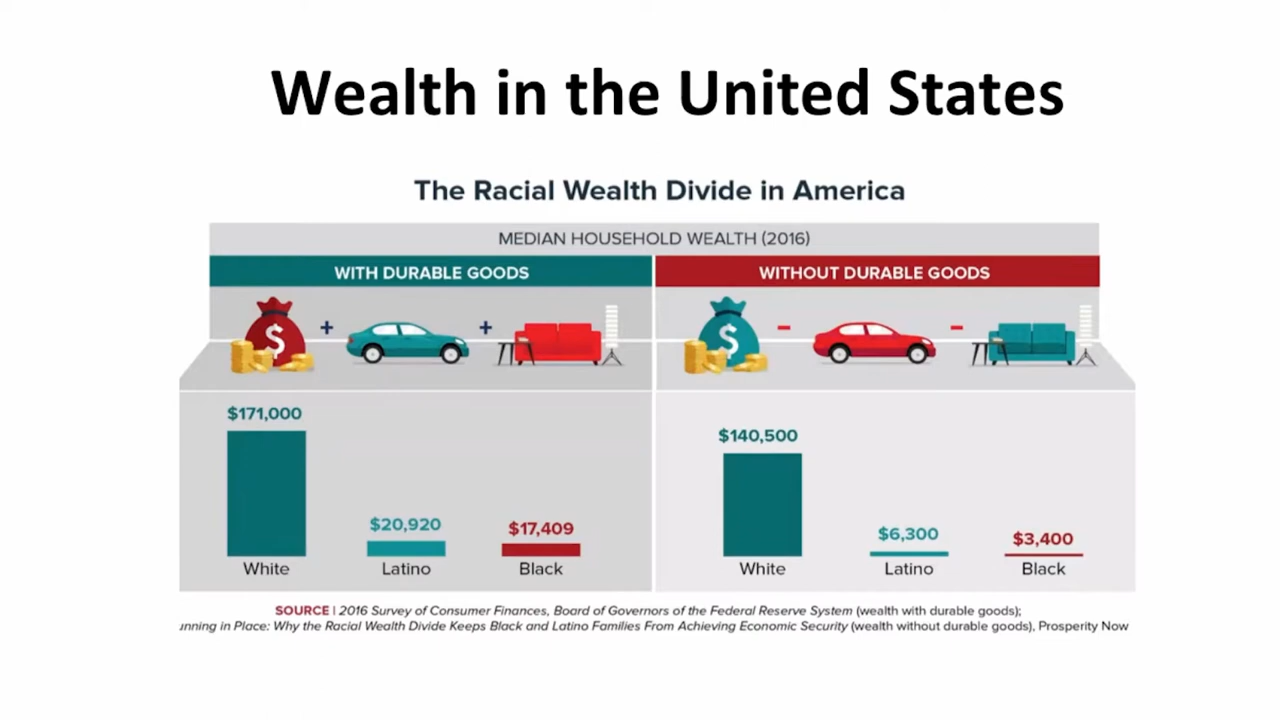 Wealth in the United States
The Racial Wealth Divide in America
MEDIAN HOUSEHOLD WEALTH (2016)
WITH DURABLE GOODS
WITHOUT DURABLE GOODS
$ + +
$ - -
$171,000
$20,920
$17,409
White
Latino
Black
$140,500
$6,300
$3,400
White
Latino
Black
SOURCE | 2016 Survey of Consumer Finances, Board of Governors of the Federal Reserve System (wealth with durable goods);
in Place: Why the Racial Wealth Divide Keeps Black and Latino Families From Achieving Economic Security (wealth without durable goods), Prosperity Now